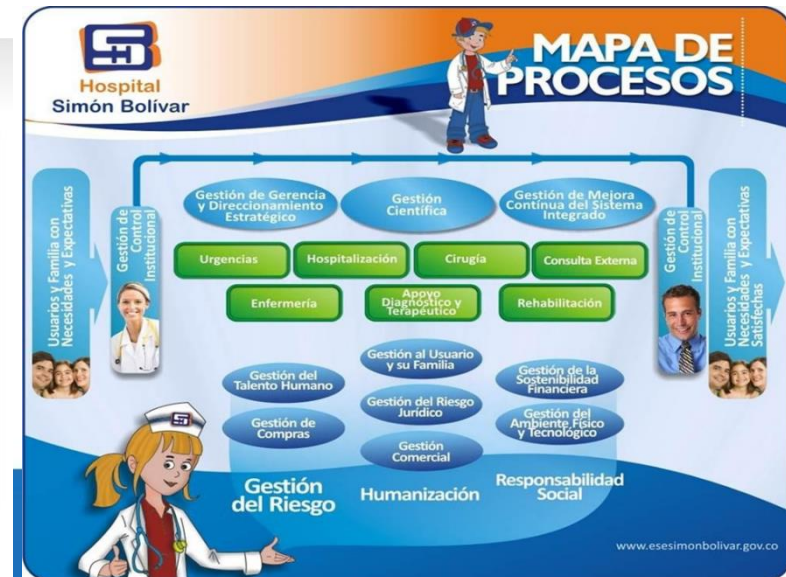 SHB
Hospital
Simón Bolívar
MAPA DE
PROCESOS
Usuarios y Familia con
Necesidades y Expectativas
Gestión de
Control
Institucional
Gestión de Gerencia
y Direccionamiento
Estratégico
Gestión
Científica
Gestión de Mejora
Contínua del Sistema
Integrado
Urgencias
Hospitalización
Cirugía
Consulta Externa
Enfermería
Apoyo
Diagnóstico y
Terapéutico
Rehabilitación
Gestión de
Control
Institucional
Usuarios y Familia con
Necesidades y Expectativas
Satisfechas
Gestión del
Talento Humano
Gestión al Usuario
y su Familia
Gestión de la
Sostenibilidad
Financiera
Gestión de
Compras
Gestión del Riesgo
Jurídico
Gestión del
Ambiente Físico
y Tecnológico
Gestión
Comercial
Gestión
del Riesgo
Humanización
Responsabilidad
Social
www.esesimonbolivar.gov.co